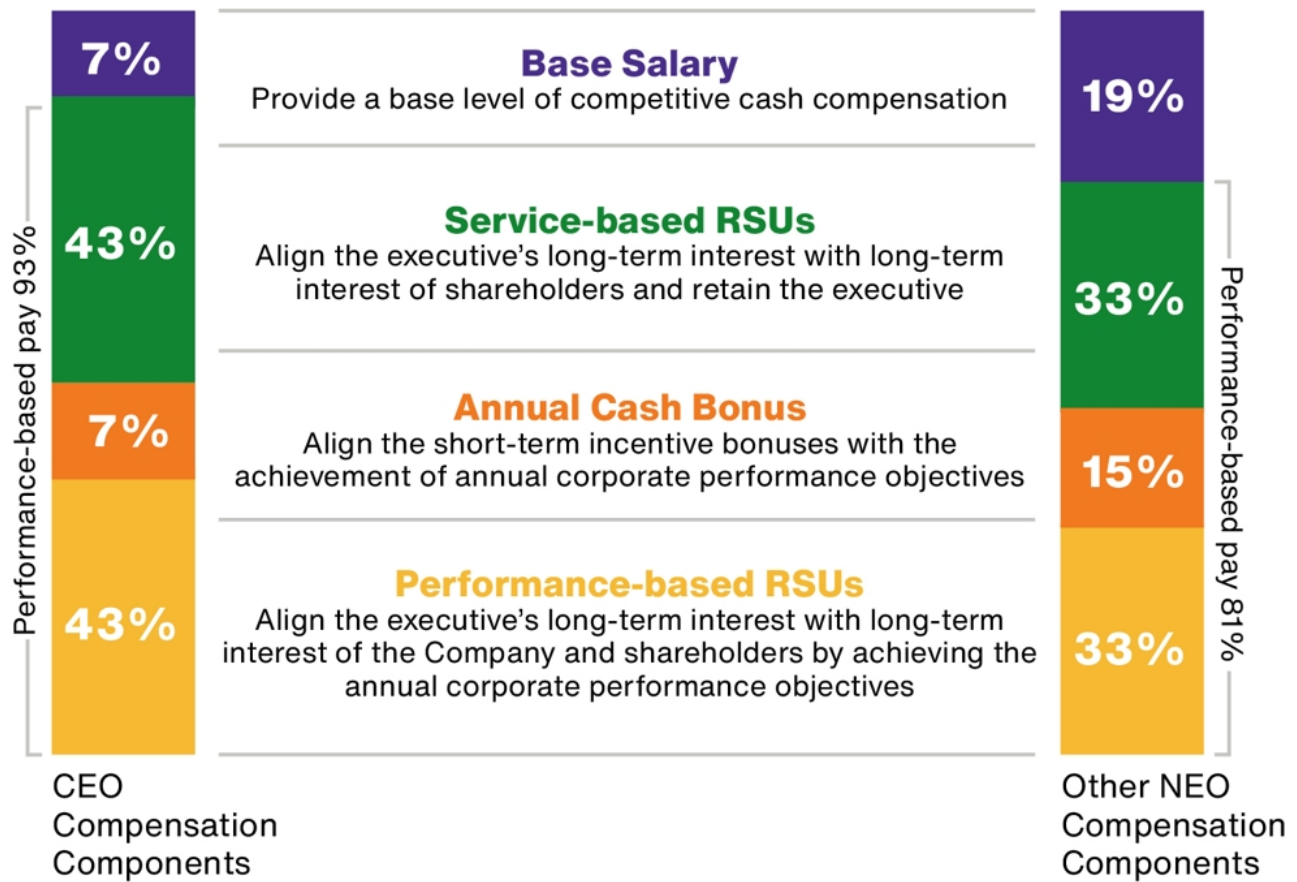 7%
Base Salary
Provide a base level of competitive cash compensation
19%
Performance-based pay 93%
43%
Service-based RSUs
Align the executive’s long-term interest with long-term
interest of shareholders and retain the executive
33%
Performance-based pay 81%
7%
Annual Cash Bonus
Align the short-term incentive bonuses with the
achievement of annual corporate performance objectives
15%
43%
Performance-based RSUs
Align the executive’s long-term interest with long-term
interest of the Company and shareholders by achieving the
annual corporate performance objectives
33%
CEO
Compensation
Components
Other NEO
Compensation
Components